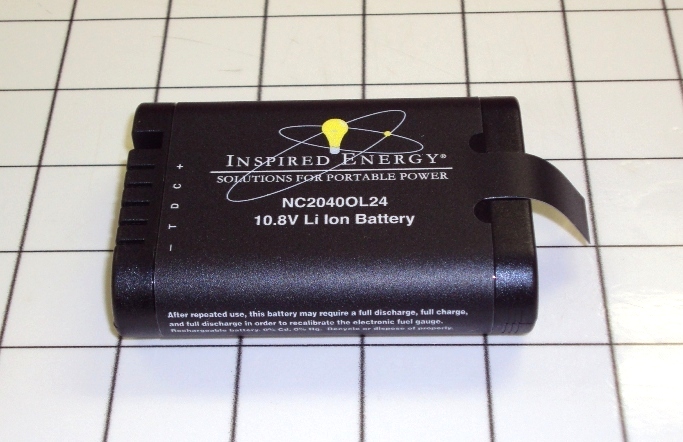 INSPIRED ENERGY®
SOLUTIONS FOR PORTABLE POWER
NC2040OL24
10.8V Li Ion Battery
− T D C +
After repeated use, this battery may require a full discharge, full charge,
and full discharge in order to recalibrate the electronic fuel gauge.
Rechargeable battery. 0% Cd, 0% Hg. Recycle or dispose of properly.